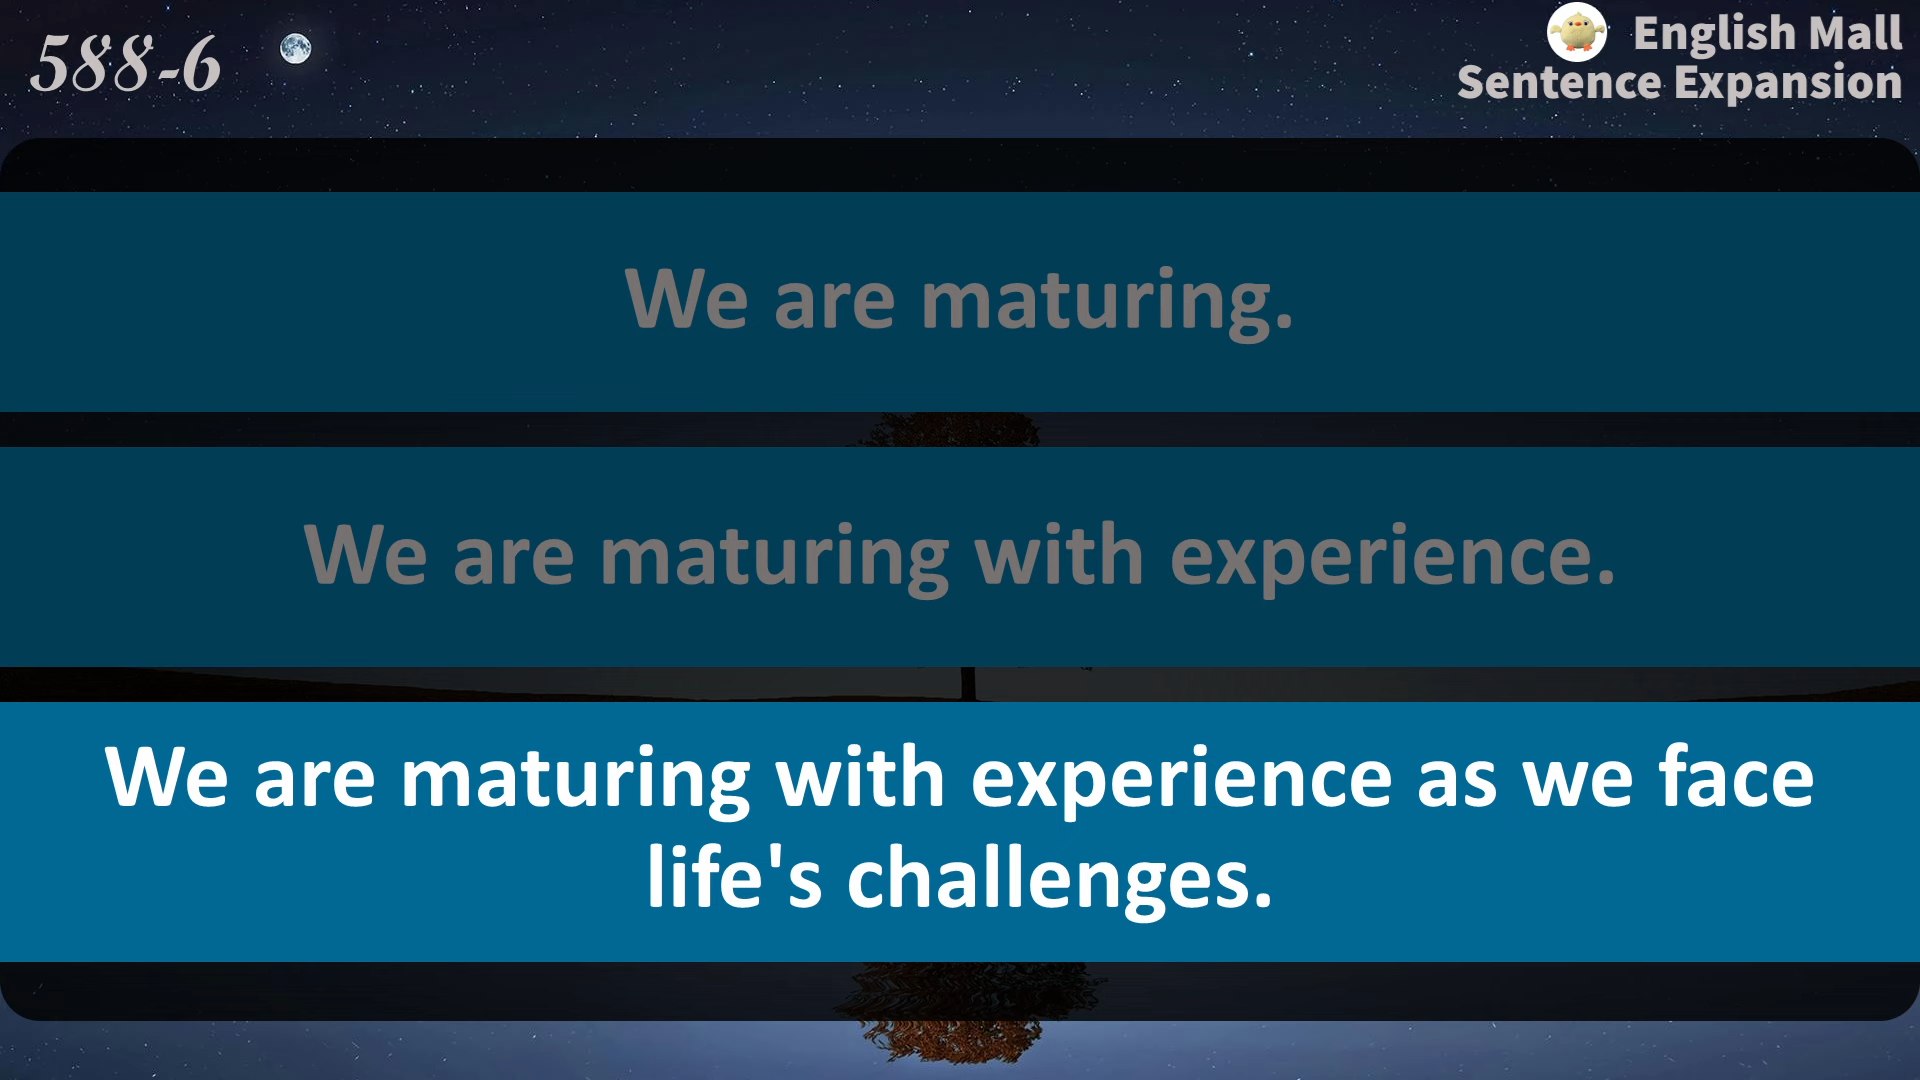 588-6
English Mall
Sentence Expansion
We are maturing.
We are maturing with experience.
We are maturing with experience as we face
life's challenges.